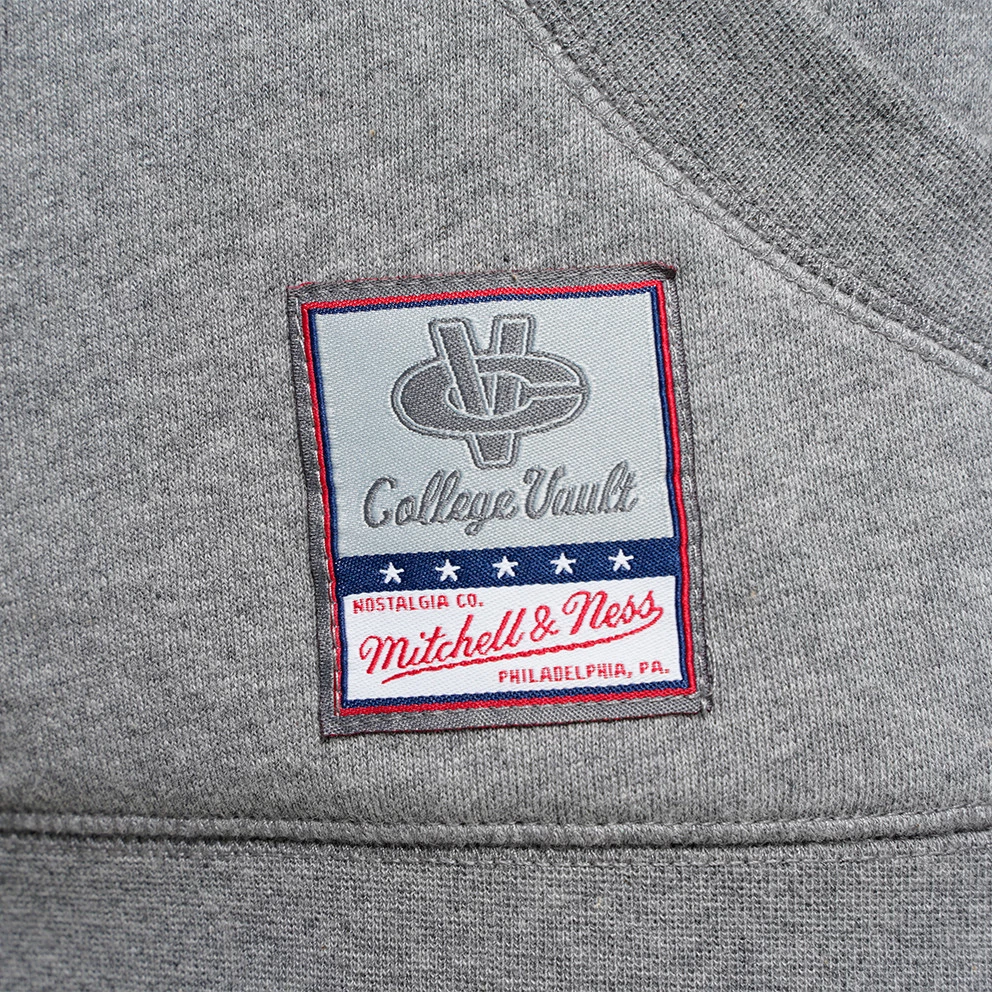 VC
College Vault
NOSTALGIA CO.
Mitchell & Ness
PHILADELPHIA, PA.